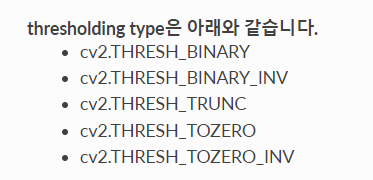 thresholding type은 아래와 같습니다.
• cv2.THRESH_BINARY
• cv2.THRESH_BINARY_INV
• cv2.THRESH_TRUNC
• cv2.THRESH_TOZERO
• cv2.THRESH_TOZERO_INV